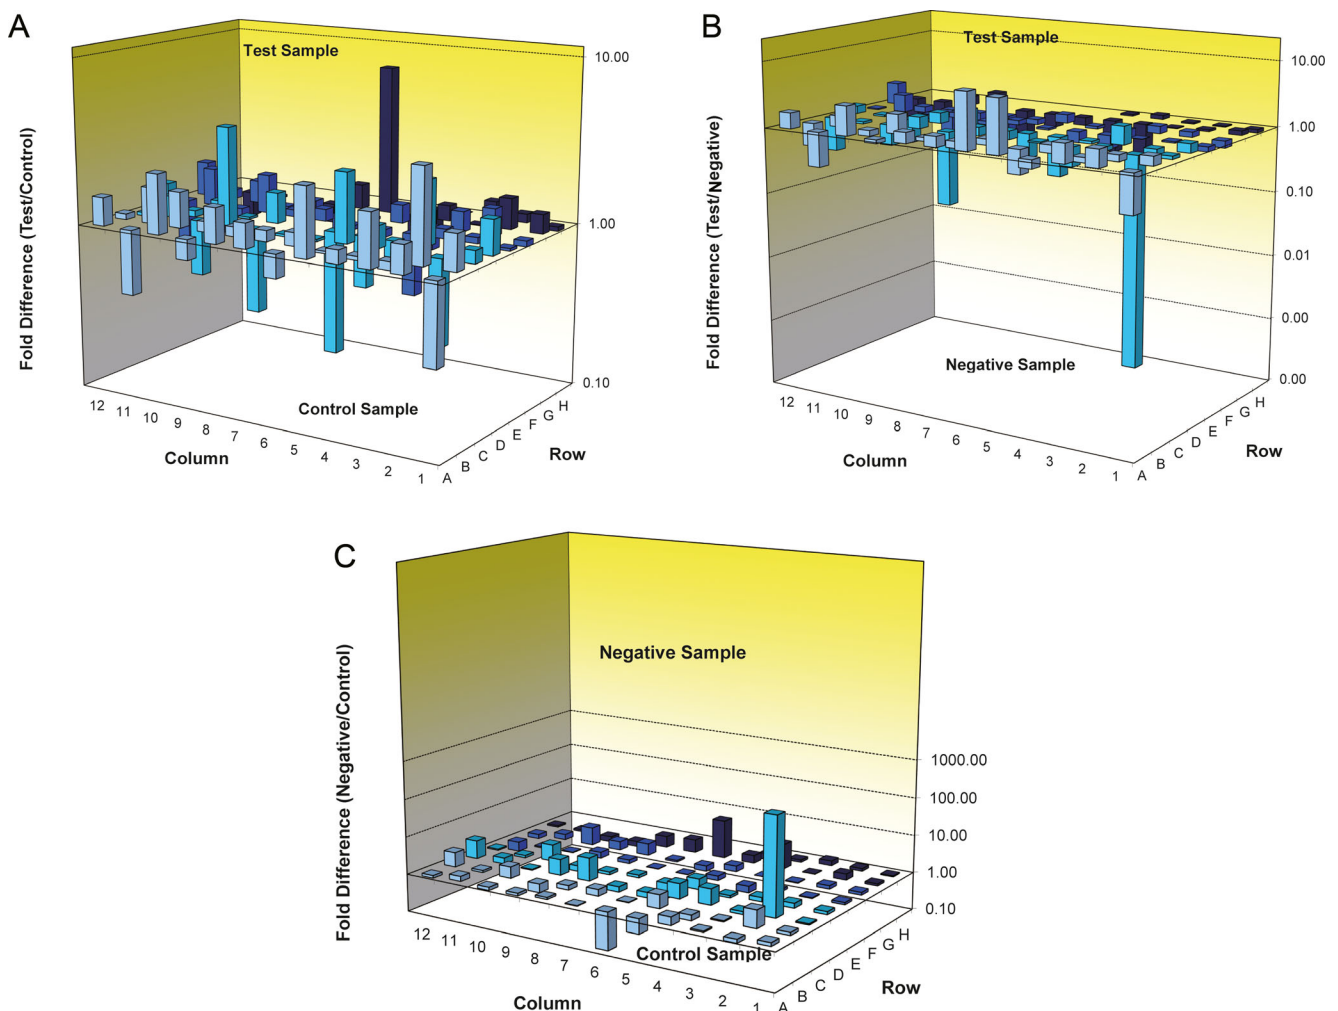 A
Test Sample
10.00
1.00
0.10
Fold Difference (Test/Control)
Control Sample
12 11 10 9 8 7 6 5 4 3 2 1
Column
A B C D E F G H
Row
B
Test Sample
10.00
1.00
0.10
0.01
0.00
0.00
Fold Difference (Test/Negative)
Negative Sample
12 11 10 9 8 7 6 5 4 3 2 1
Column
A B C D E F G H
Row
C
Negative Sample
1000.00
100.00
10.00
1.00
0.10
Fold Difference (Negative/Control)
Control Sample
12 11 10 9 8 7 6 5 4 3 2 1
Column
A B C D E F G H
Row